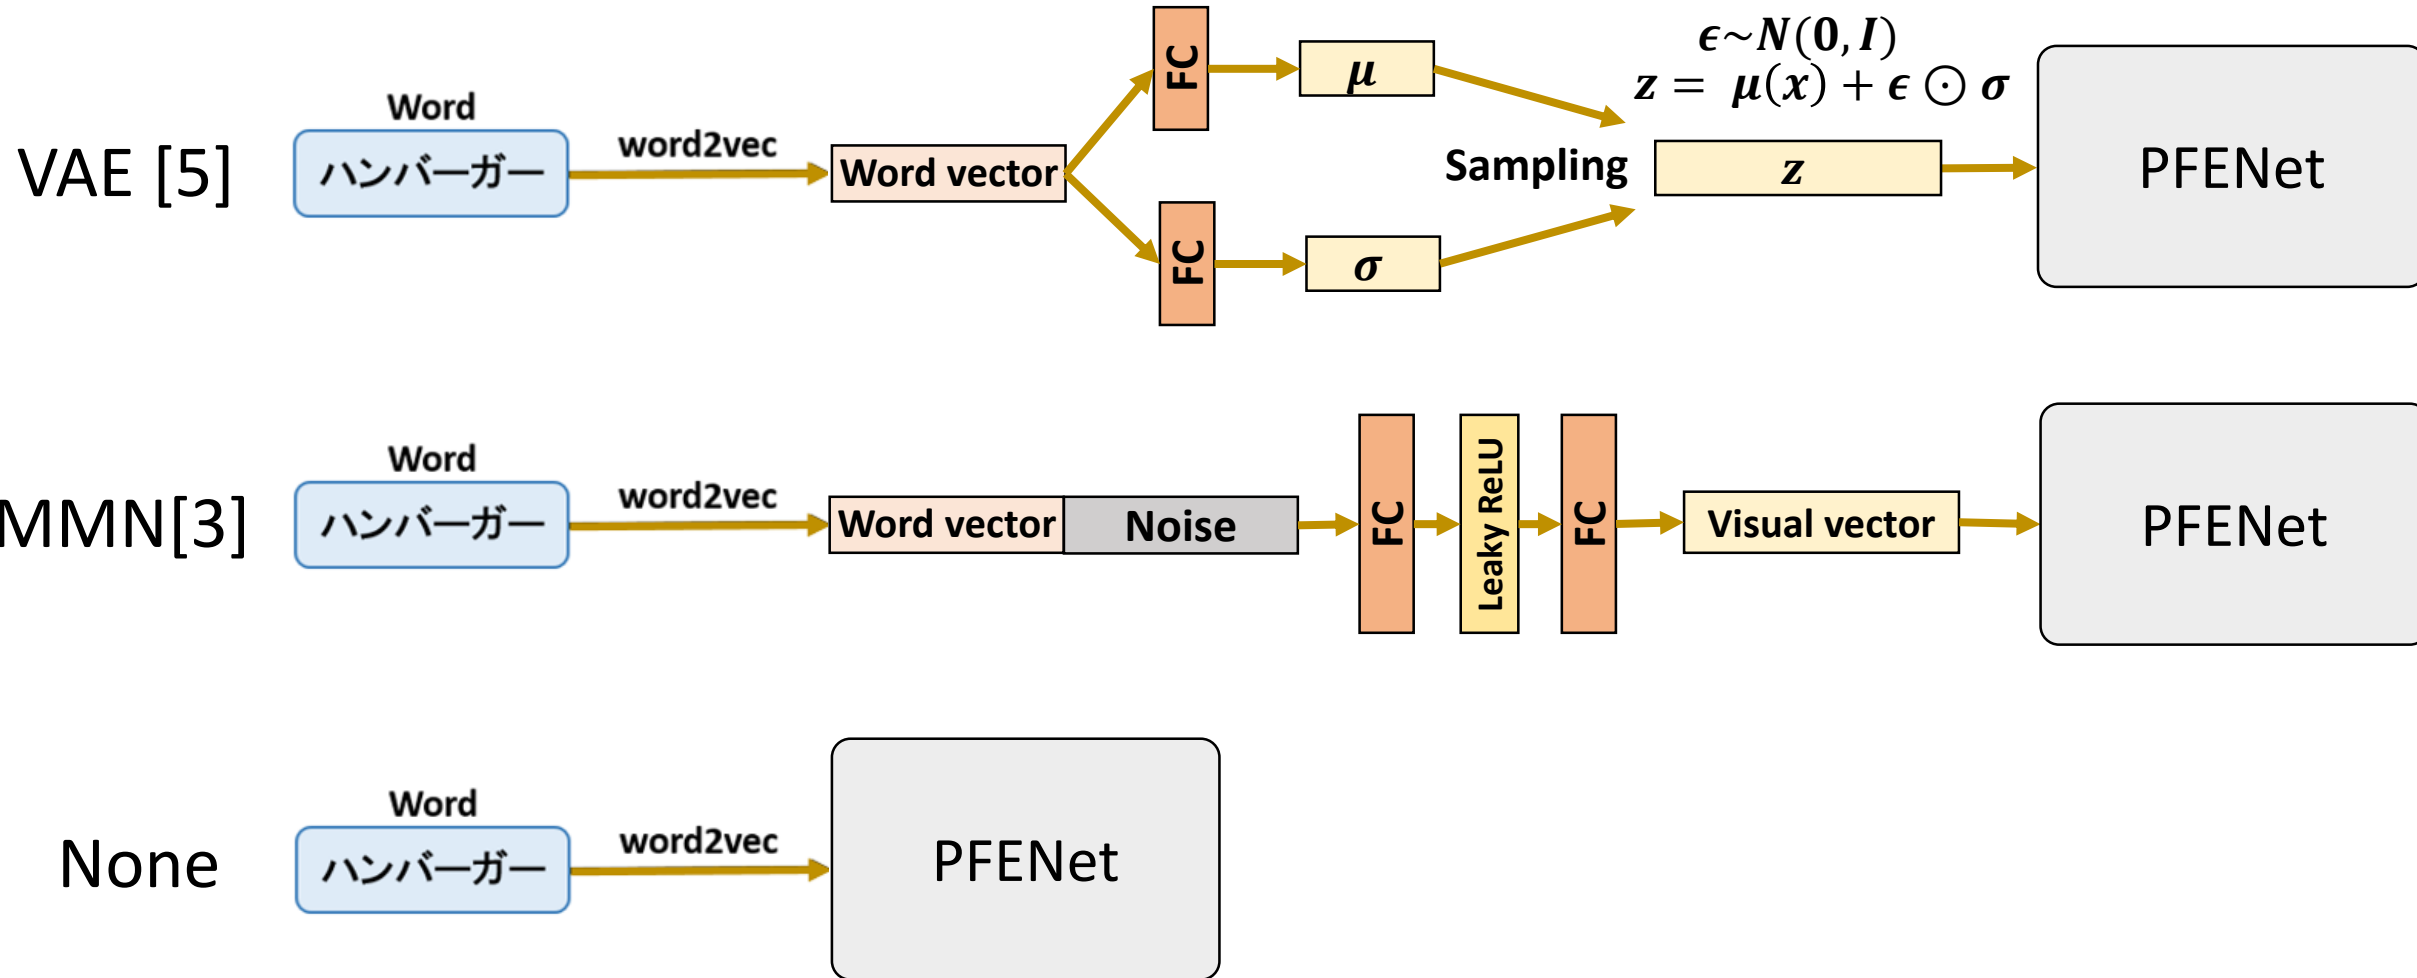 VAE [5]
Word
ハンバーガー
word2vec
Word vector
FC
μ
FC
σ
ϵ~N(0, I)
z = μ(x) + ϵ ⊙ σ
Sampling
z
PFENet
MMN[3]
Word
ハンバーガー
word2vec
Word vector
Noise
FC
Leaky ReLU
FC
Visual vector
PFENet
None
Word
ハンバーガー
word2vec
PFENet